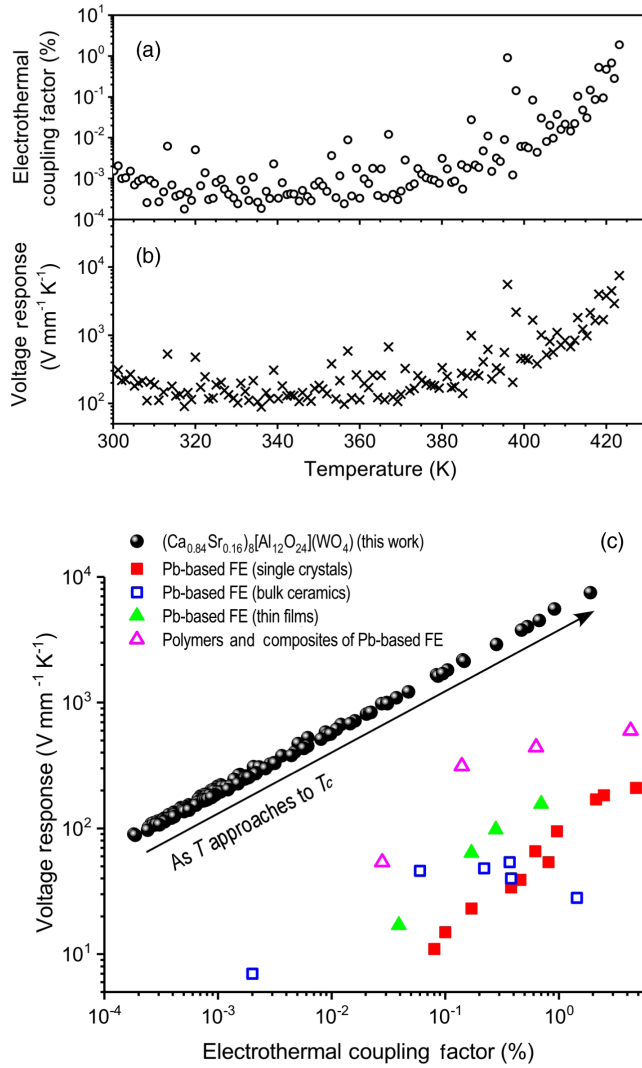 (a)
Electrothermal
coupling factor (%)
10¹
10⁰
10⁻¹
10⁻²
10⁻³
10⁻⁴
(b)
Voltage response
(V mm⁻¹ K⁻¹)
10⁴
10³
10²
300 320 340 360 380 400 420
Temperature (K)
(c)
(Ca₀.₈₄Sr₀.₁₆)₈[Al₁₂O₂₄](WO₄) (this work)
Pb-based FE (single crystals)
Pb-based FE (bulk ceramics)
Pb-based FE (thin films)
Polymers and composites of Pb-based FE
As T approaches to Tc
Voltage response (V mm⁻¹ K⁻¹)
10⁴
10³
10²
10¹
10⁻⁴ 10⁻³ 10⁻² 10⁻¹ 10⁰
Electrothermal coupling factor (%)